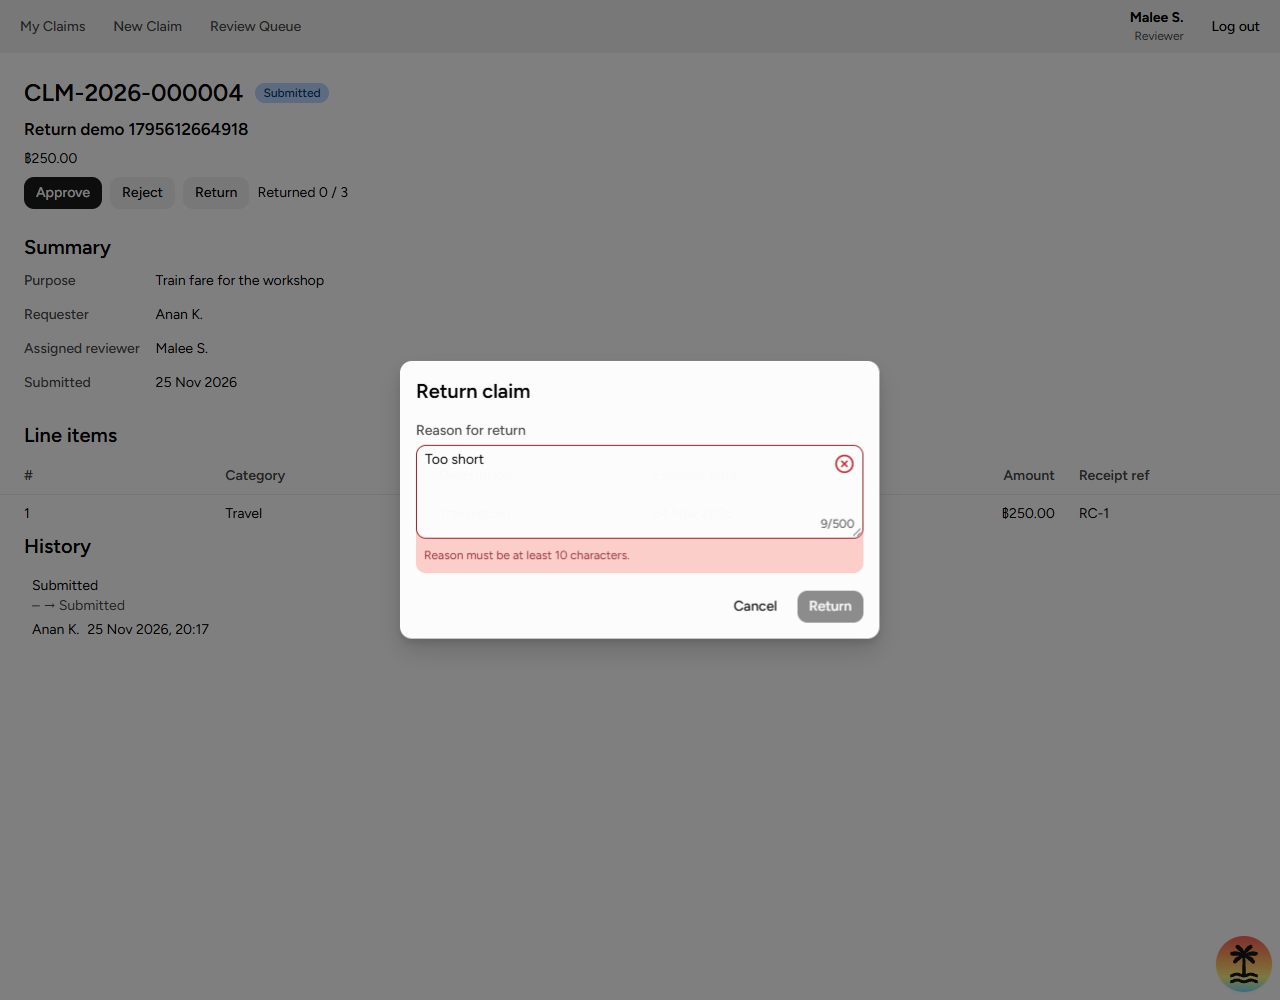 My Claims New Claim Review Queue Malee S. Log out
Reviewer
CLM-2026-000004 Submitted
Return demo 1795612664918
฿250.00
Approve Reject Return Returned 0 / 3
Summary
Purpose Train fare for the workshop
Requester Anan K.
Assigned reviewer Malee S.
Submitted 25 Nov 2026
Return claim
Reason for return
Too short
9/500
Reason must be at least 10 characters.
Cancel Return
Line items
# Category Amount Receipt ref
1 Travel ฿250.00 RC-1
History
Submitted
– → Submitted
Anan K. 25 Nov 2026, 20:17